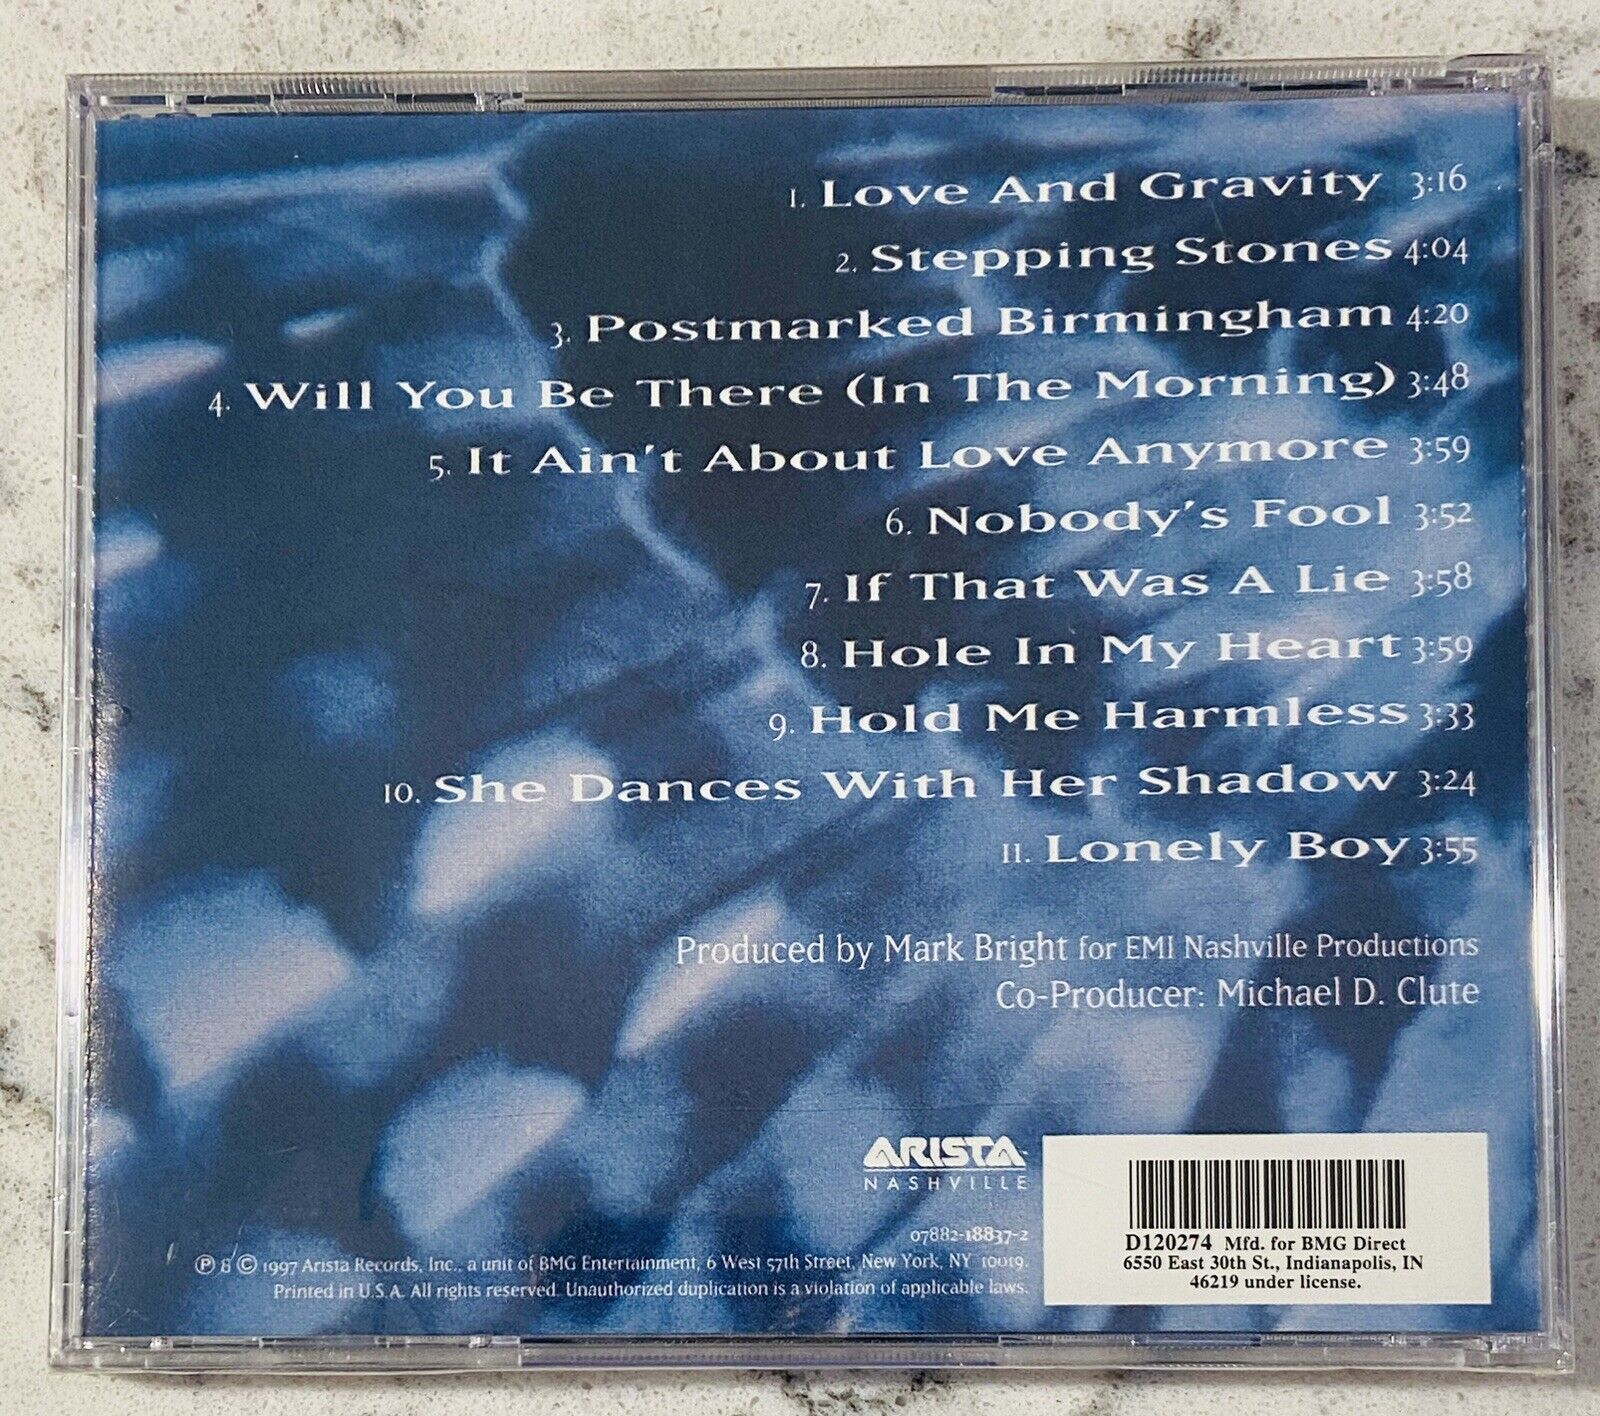 1. Love And Gravity 3:16
2. Stepping Stones 4:04
3. Postmarked Birmingham 4:20
4. Will You Be There (In The Morning) 3:48
5. It Ain't About Love Anymore 3:59
6. Nobody's Fool 3:52
7. If That Was A Lie 3:58
8. Hole In My Heart 3:59
9. Hold Me Harmless 3:33
10. She Dances With Her Shadow 3:24
11. Lonely Boy 3:55
Produced by Mark Bright for EMI Nashville Productions
Co-Producer: Michael D. Clute
ARISTA
NASHVILLE
07882-18837-2
℗ & © 1997 Arista Records, Inc., a unit of BMG Entertainment, 6 West 57th Street, New York, NY 10019.
Printed in U.S.A. All rights reserved. Unauthorized duplication is a violation of applicable laws.
D120274 Mfd. for BMG Direct
6550 East 30th St., Indianapolis, IN
46219 under license.